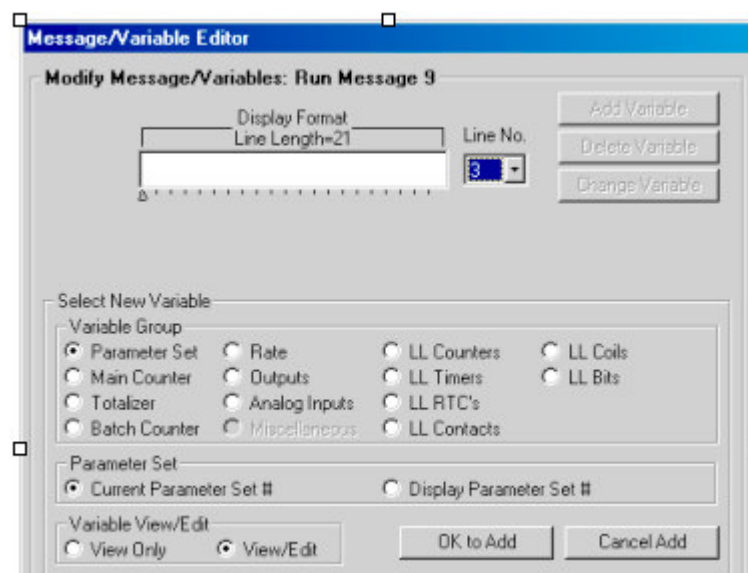 Message/Variable Editor
Modify Message/Variables: Run Message 9
Display Format
Line Length=21
Line No.
3
Add Variable
Delete Variable
Change Variable
Select New Variable
Variable Group
Parameter Set Rate LL Counters LL Coils
Main Counter Outputs LL Timers LL Bits
Totalizer Analog Inputs LL RTC's
Batch Counter Miscellaneous LL Contacts
Parameter Set
Current Parameter Set # Display Parameter Set #
Variable View/Edit
View Only View/Edit OK to Add Cancel Add